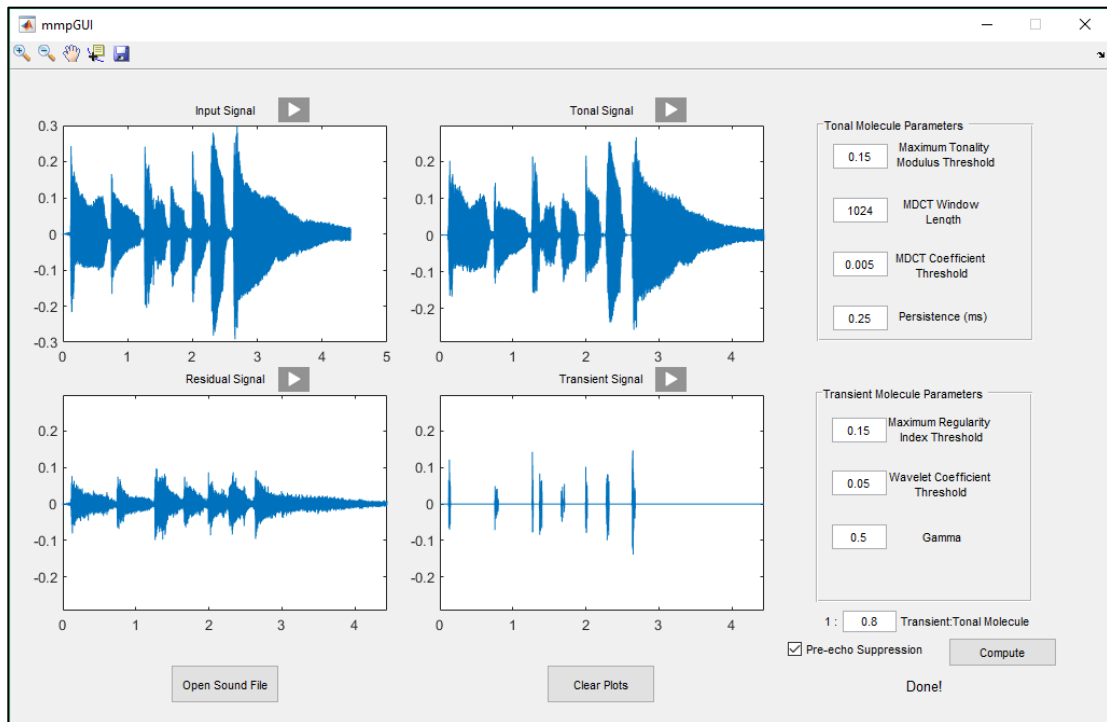 mmpGUI
Input Signal
0.3
0.2
0.1
0
-0.1
-0.2
-0.3
0 1 2 3 4 5
Tonal Signal
0.2
0.1
0
-0.1
-0.2
0 1 2 3 4
Residual Signal
0.2
0.1
0
-0.1
-0.2
0 1 2 3 4
Transient Signal
0.2
0.1
0
-0.1
-0.2
0 1 2 3 4
Tonal Molecule Parameters
0.15 Maximum Tonality
Modulus Threshold
1024 MDCT Window
Length
0.005 MDCT Coefficient
Threshold
0.25 Persistence (ms)
Transient Molecule Parameters
0.15 Maximum Regularity
Index Threshold
0.05 Wavelet Coefficient
Threshold
0.5 Gamma
1 : 0.8 Transient:Tonal Molecule
Pre-echo Suppression
Compute
Open Sound File
Clear Plots
Done!